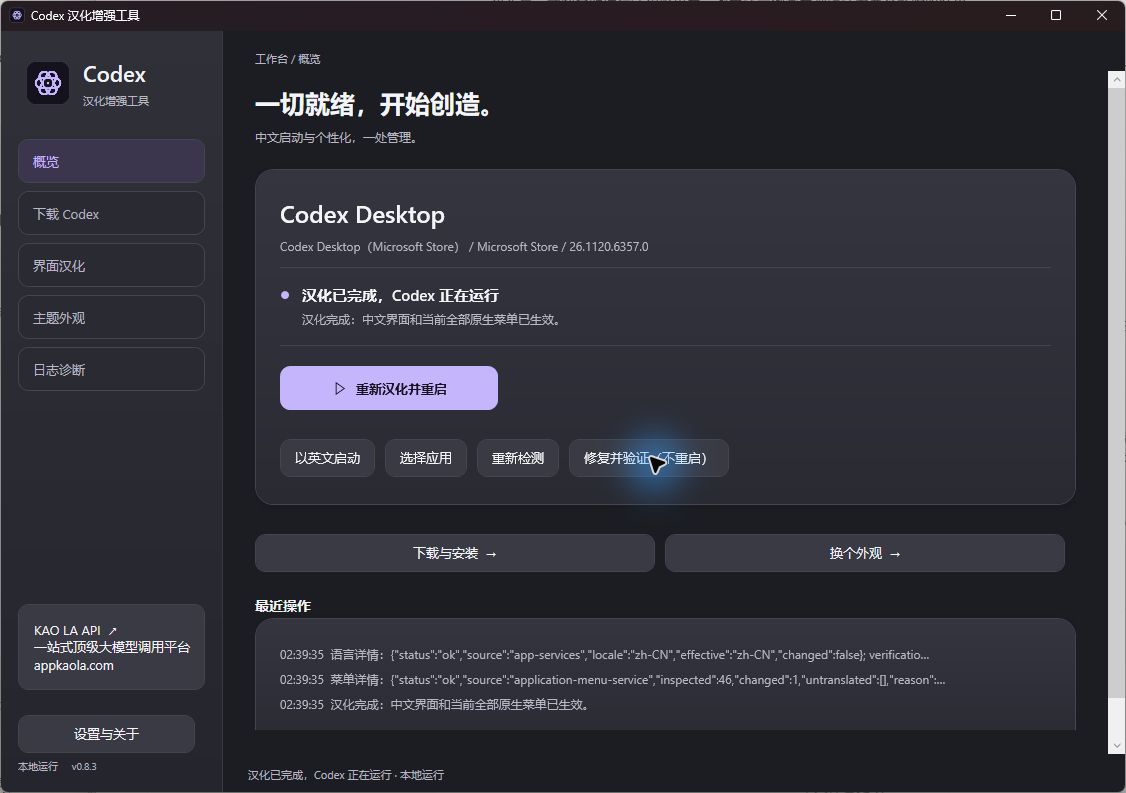 Codex 汉化增强工具
Codex
汉化增强工具
概览
下载 Codex
界面汉化
主题外观
日志诊断
KAO LA API ↗
一站式顶级大模型调用平台
appkaola.com
设置与关于
本地运行 v0.8.3
工作台 / 概览
一切就绪，开始创造。
中文启动与个性化，一处管理。
Codex Desktop
Codex Desktop（Microsoft Store） / Microsoft Store / 26.1120.6357.0
汉化已完成，Codex 正在运行
汉化完成：中文界面和当前全部原生菜单已生效。
重新汉化并重启
以英文启动 选择应用 重新检测 修复并验证（不重启）
下载与安装 → 换个外观 →
最近操作
02:39:35 语言详情：{"status":"ok","source":"app-services","locale":"zh-CN","effective":"zh-CN","changed":false}; verificatio...
02:39:35 菜单详情：{"status":"ok","source":"application-menu-service","inspected":46,"changed":1,"untranslated":[],"reason":...
02:39:35 汉化完成：中文界面和当前全部原生菜单已生效。
汉化已完成，Codex 正在运行 · 本地运行